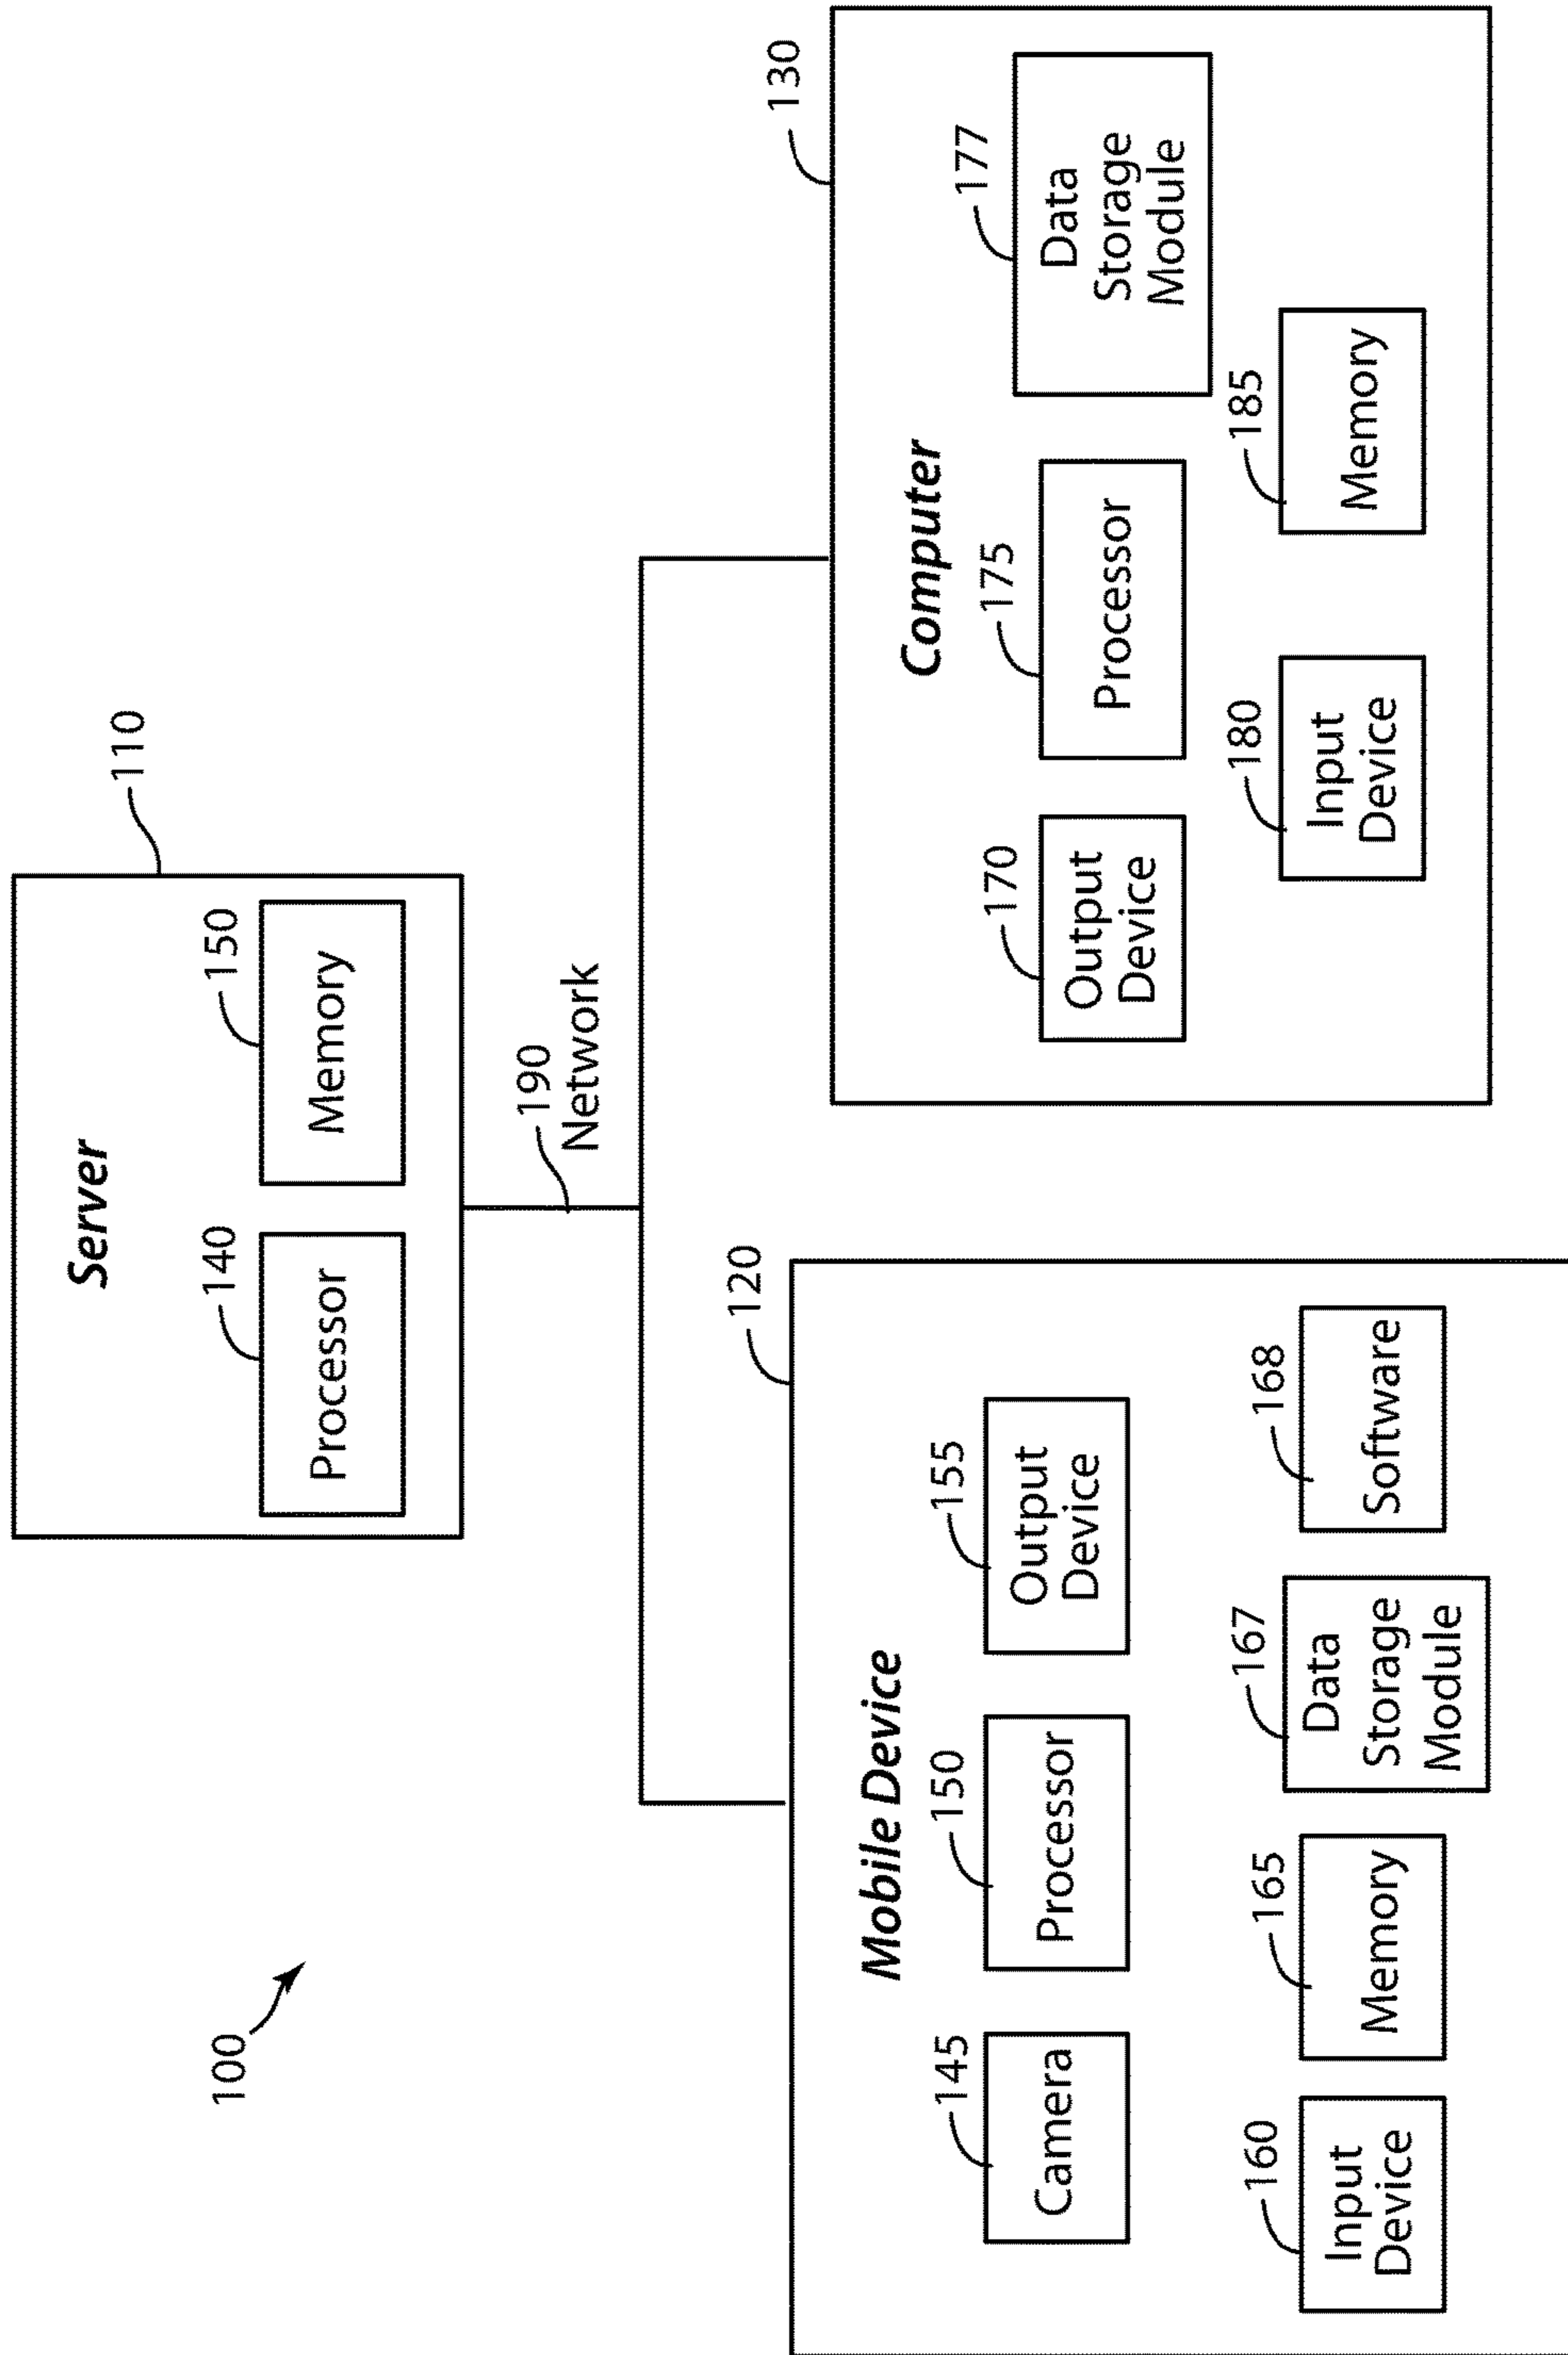 100
110
Server
140
150
Processor
Memory
190
Network
120
130
Mobile Device
145
150
155
Camera
Processor
Output
Device
160
165
167
168
Input
Device
Memory
Data
Storage
Module
Software
Computer
170
175
177
Output
Device
Processor
Data
Storage
Module
180
185
Input
Device
Memory